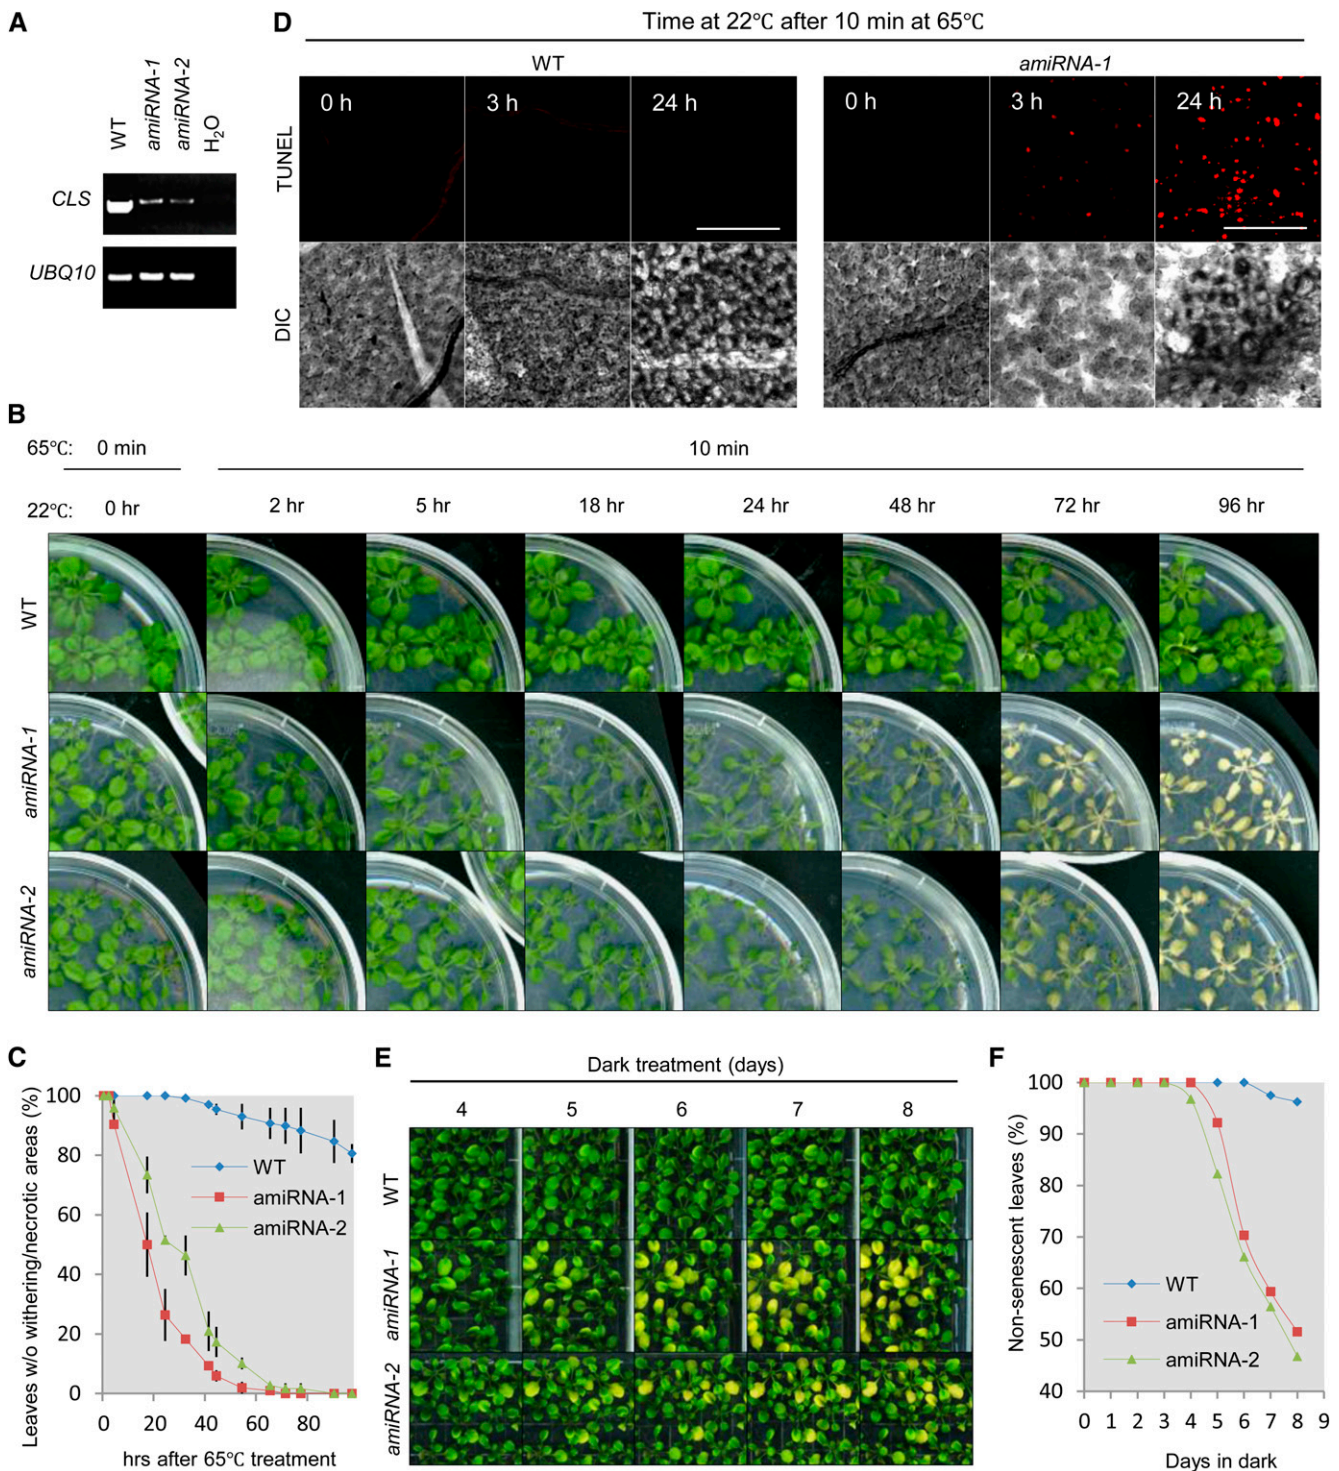 A
WT
amiRNA-1
amiRNA-2
H2O
CLS
UBQ10
D
Time at 22℃ after 10 min at 65℃
WT
amiRNA-1
TUNEL
0 h
3 h
24 h
0 h
3 h
24 h
DIC
B
65℃: 0 min 10 min
22℃: 0 hr 2 hr 5 hr 18 hr 24 hr 48 hr 72 hr 96 hr
WT
amiRNA-1
amiRNA-2
C
Leaves w/o withering/necrotic areas (%)
100
80
60
40
20
0
WT
amiRNA-1
amiRNA-2
0 20 40 60 80
hrs after 65℃ treatment
E
Dark treatment (days)
4 5 6 7 8
WT
amiRNA-1
amiRNA-2
F
Non-senescent leaves (%)
100
90
80
70
60
50
40
WT
amiRNA-1
amiRNA-2
0 1 2 3 4 5 6 7 8 9
Days in dark